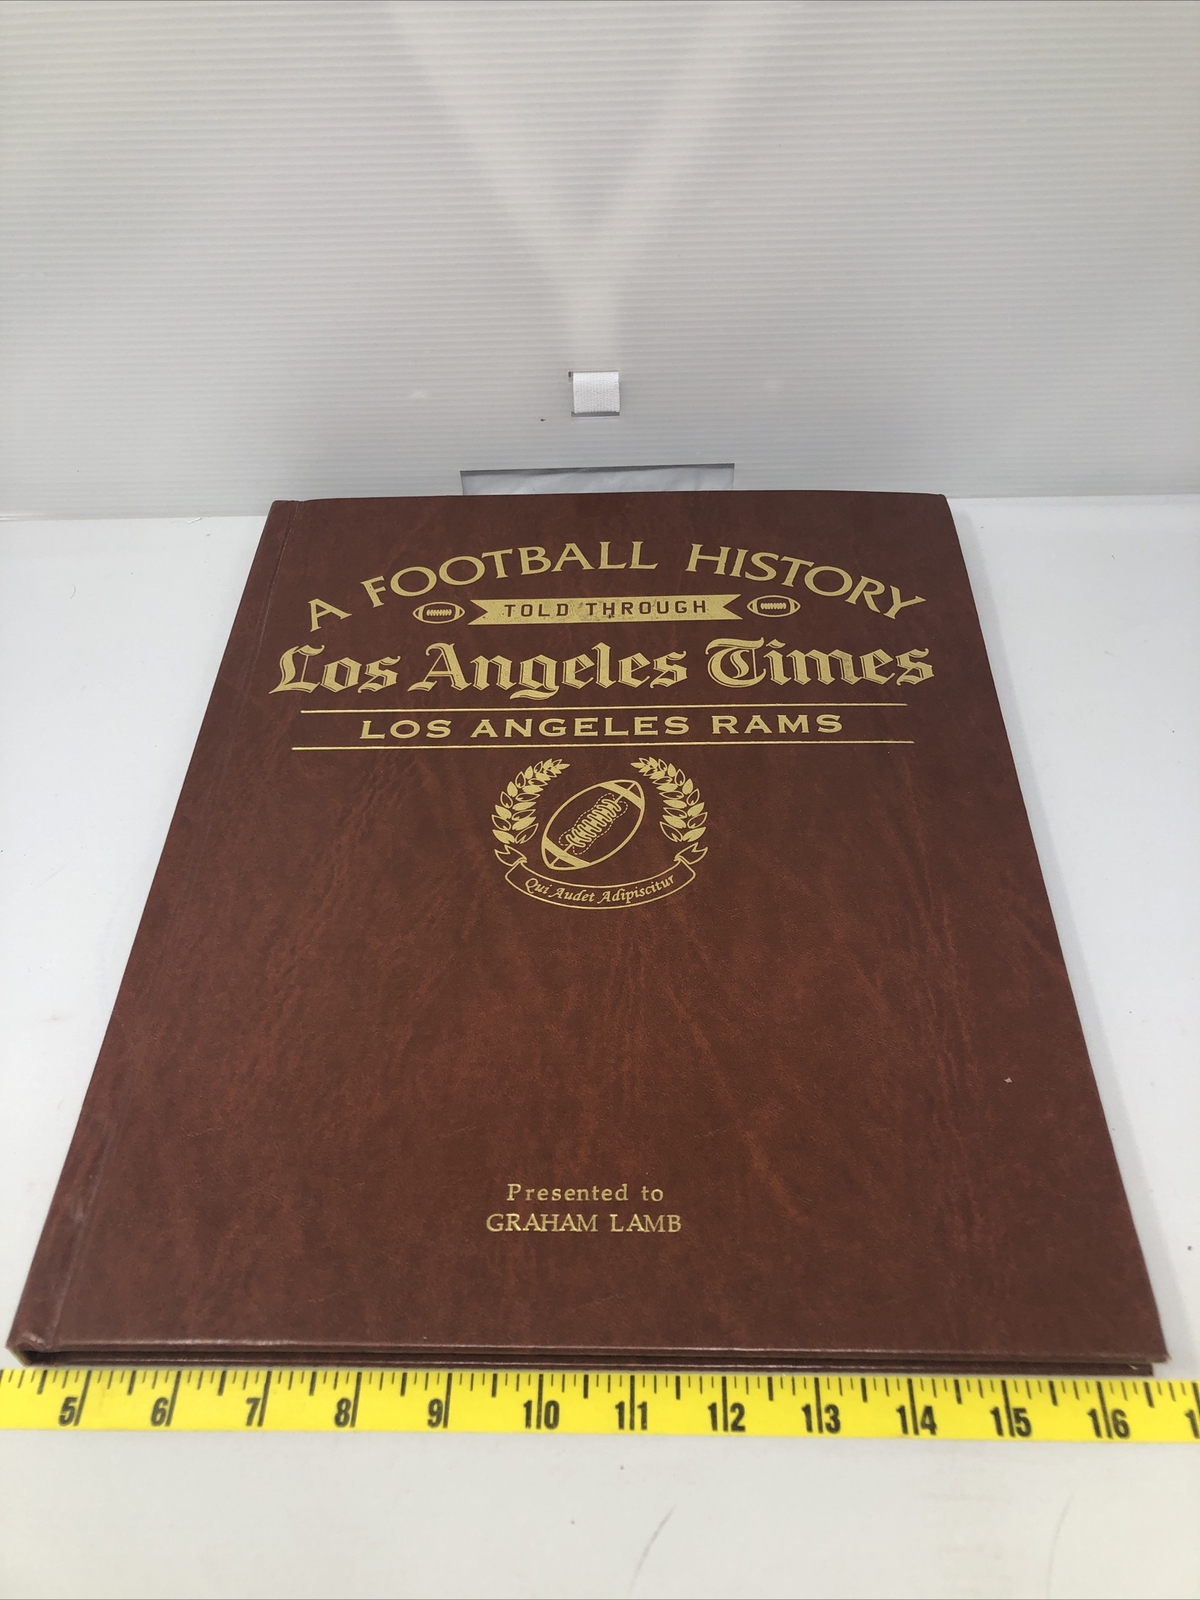 A FOOTBALL HISTORY
TOLD THROUGH
Los Angeles Times
LOS ANGELES RAMS
Qui Audet Adipiscitur
Presented to
GRAHAM LAMB
5 6 7 8 9 10 11 12 13 14 15 16 1